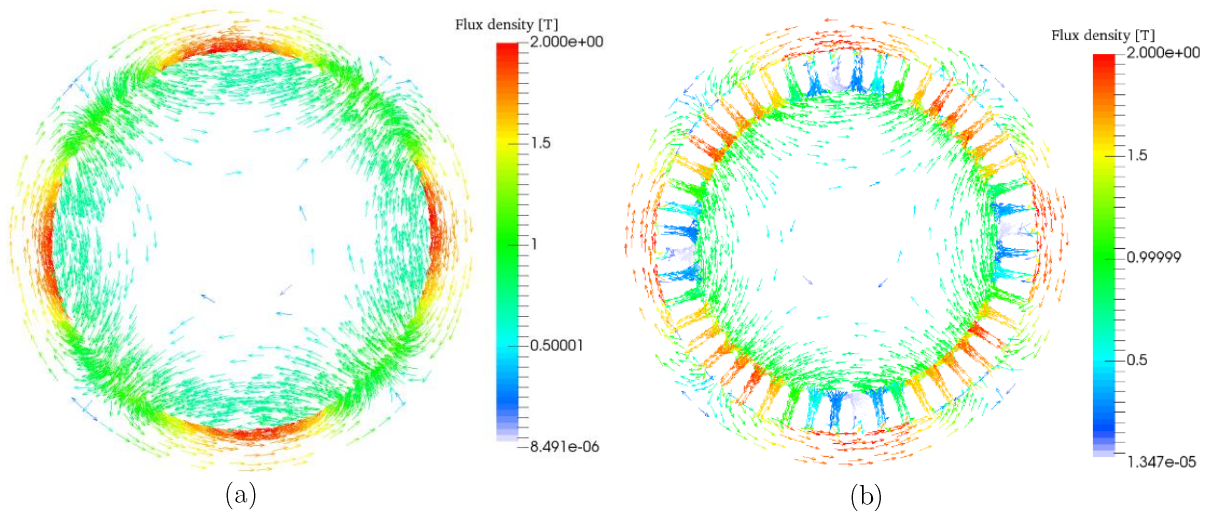 Flux density [T]
2.000e+00
1.5
1
0.50001
8.491e-06
(a)
Flux density [T]
2.000e+00
1.5
0.99999
0.5
1.347e-05
(b)